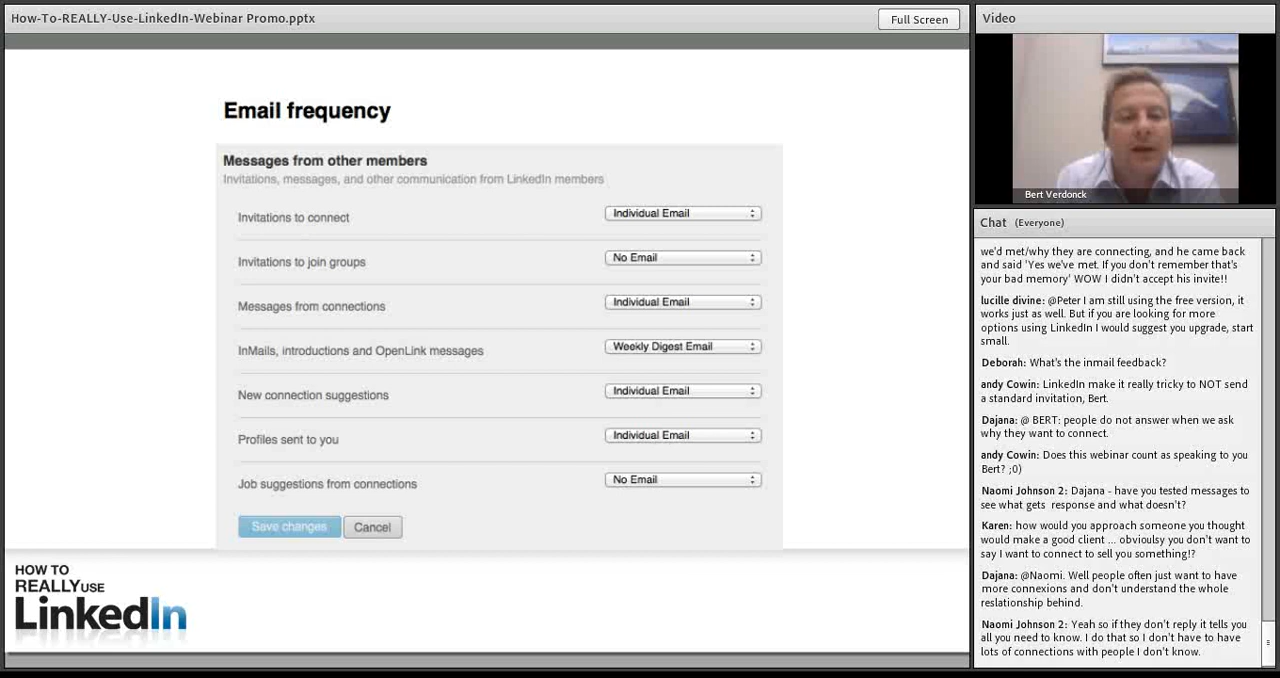 How-To-REALLY-Use-LinkedIn-Webinar Promo.pptx
Full Screen
Email frequency
Messages from other members
Invitations, messages, and other communication from LinkedIn members
Invitations to connect
Individual Email
Invitations to join groups
No Email
Messages from connections
Individual Email
InMails, introductions and OpenLink messages
Weekly Digest Email
New connection suggestions
Individual Email
Profiles sent to you
Individual Email
Job suggestions from connections
No Email
Save changes
Cancel
HOW TO
REALLY USE
LinkedIn
Video
Bert Verdonck
Chat (Everyone)
we'd met/why they are connecting, and he came back
and said 'Yes we've met. If you don't remember that's
your bad memory' WOW I didn't accept his invite!!
lucille divine: @Peter I am still using the free version, it
works just as well. But if you are looking for more
options using LinkedIn I would suggest you upgrade, start
small.
Deborah: What's the inmail feedback?
andy Cowin: LinkedIn make it really tricky to NOT send
a standard invitation, Bert.
Dajana: @ BERT: people do not answer when we ask
why they want to connect.
andy Cowin: Does this webinar count as speaking to you
Bert? ;0)
Naomi Johnson 2: Dajana - have you tested messages to
see what gets response and what doesn't?
Karen: how would you approach someone you thought
would make a good client ... obvioulsy you don't want to
say I want to connect to sell you something!?
Dajana: @Naomi. Well people often just want to have
more connexions and don't understand the whole
reslationship behind.
Naomi Johnson 2: Yeah so if they don't reply it tells you
all you need to know. I do that so I don't have to have
lots of connections with people I don't know.